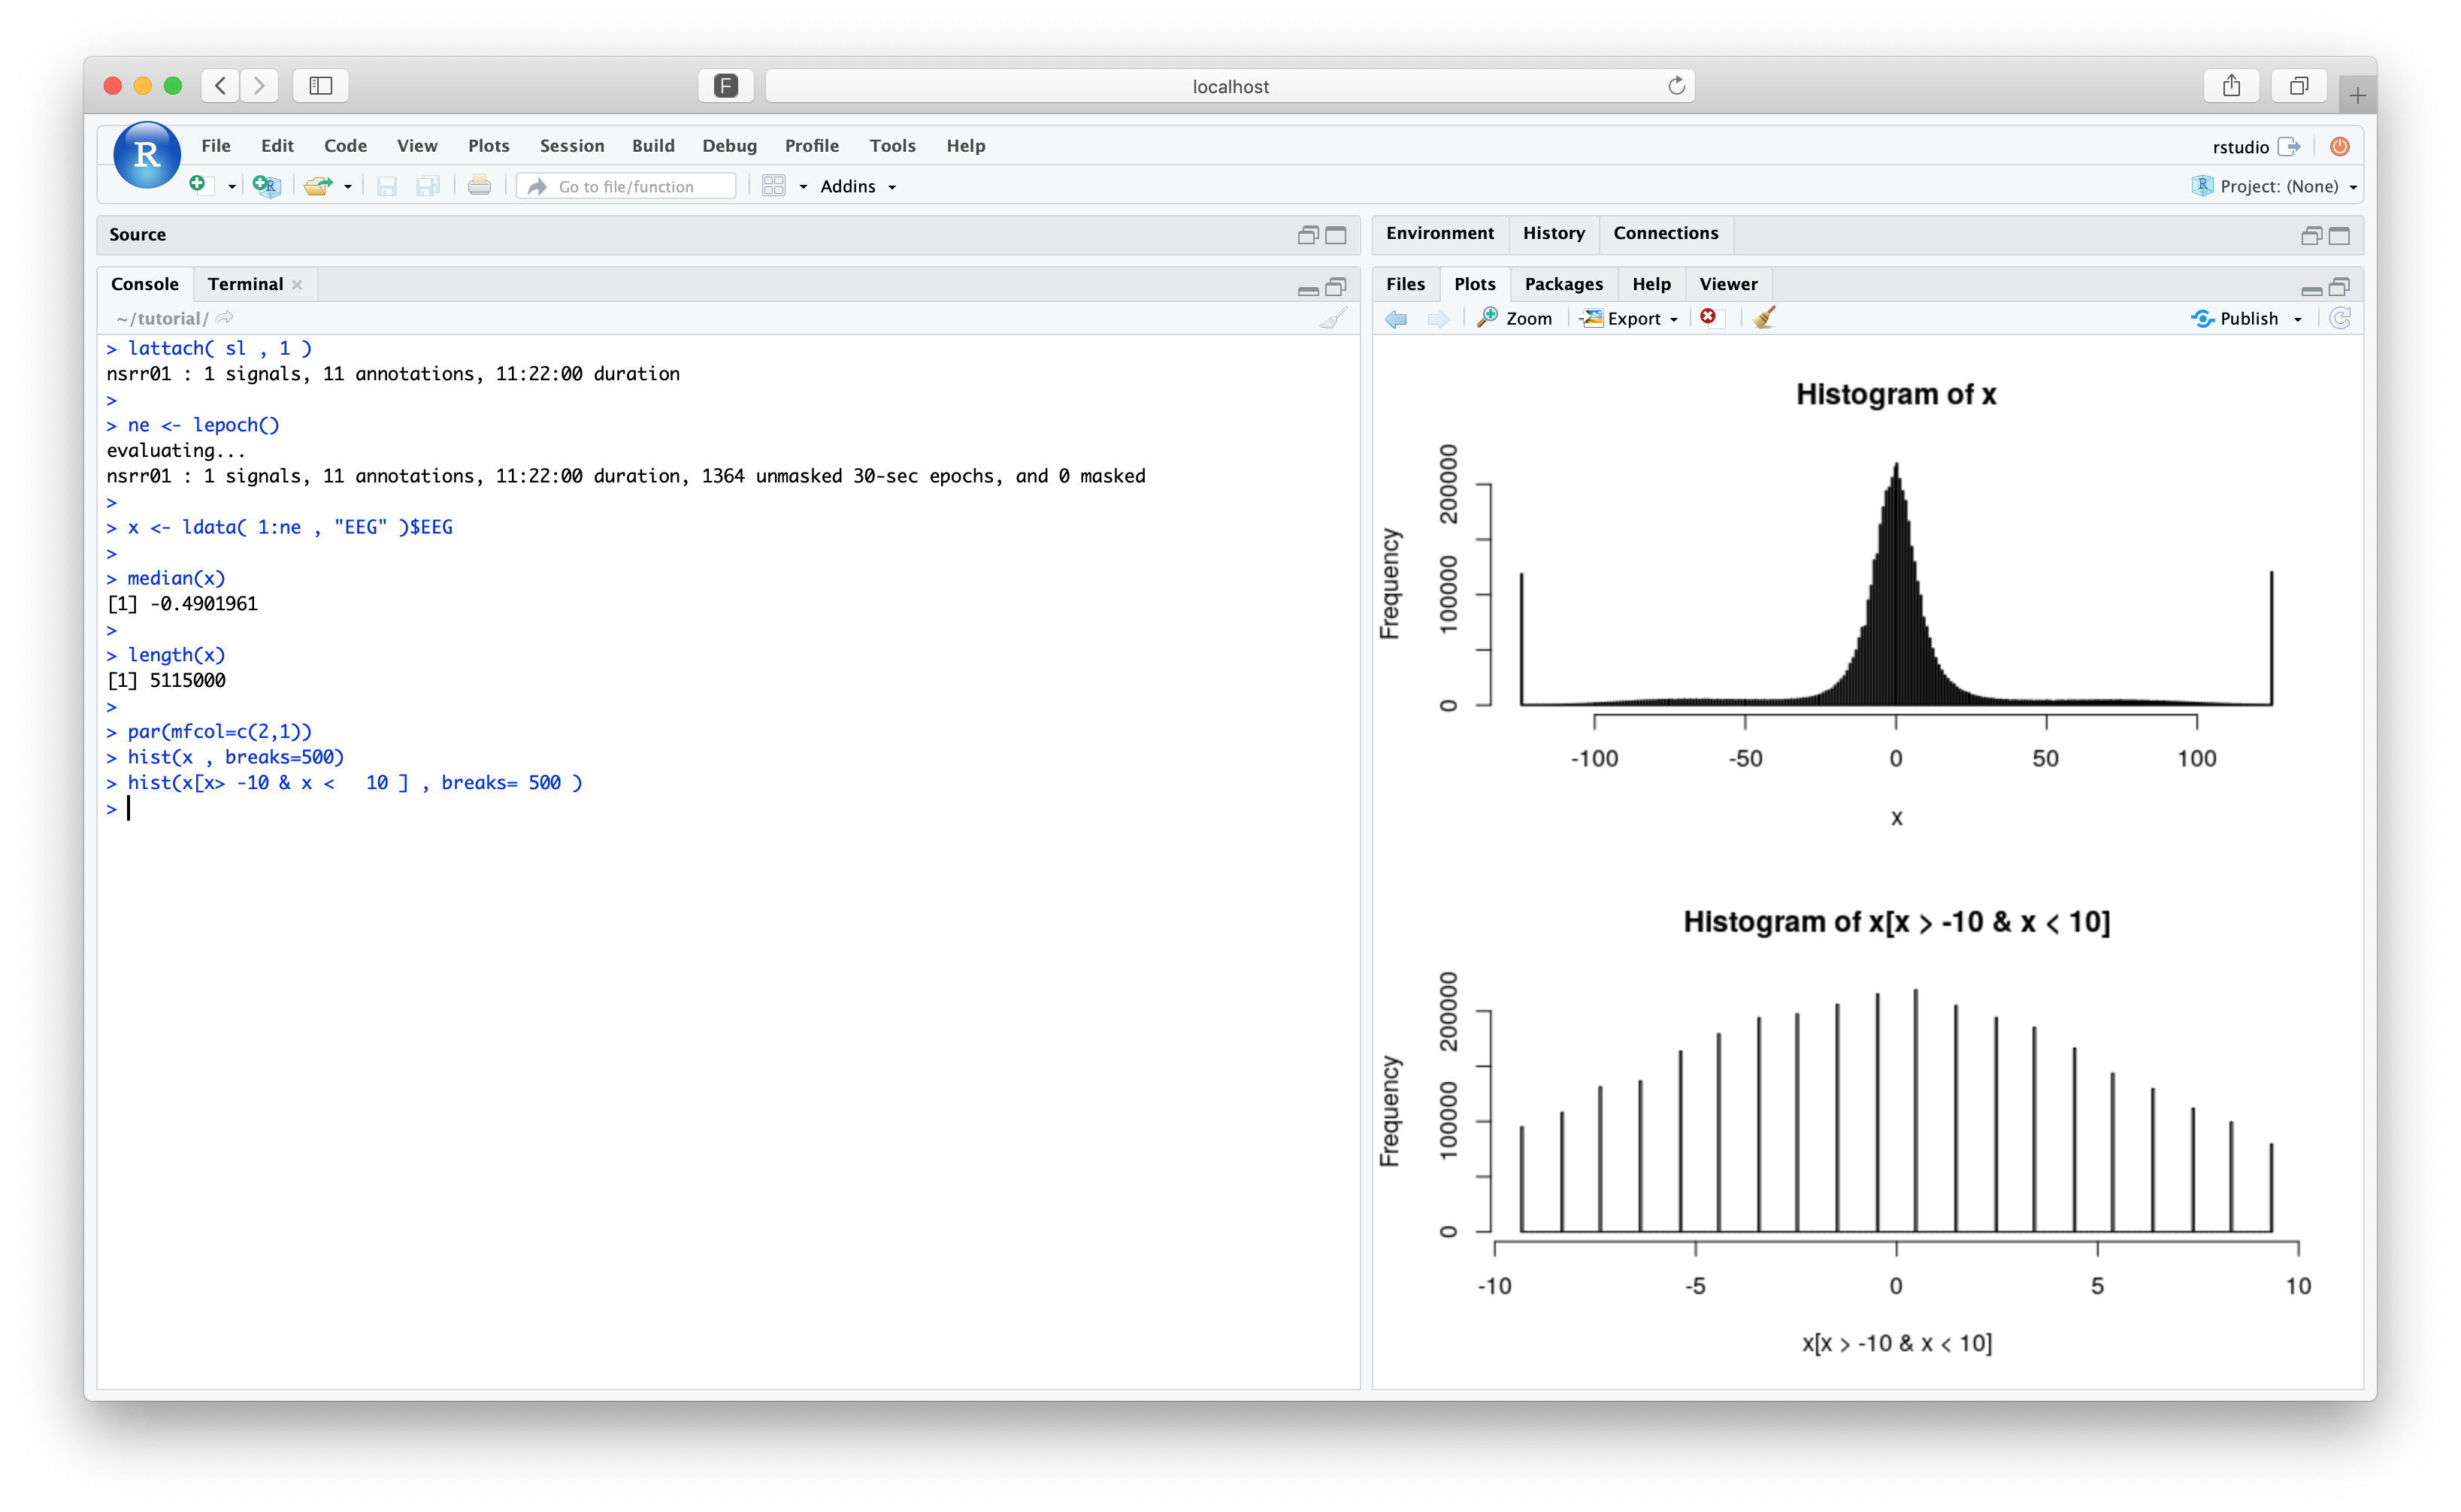 F
localhost
R
File Edit Code View Plots Session Build Debug Profile Tools Help
rstudio
Go to file/function
Addins
R Project: (None)
Source
Console Terminal
~/tutorial/
> lattach( sl , 1 )
nsrr01 : 1 signals, 11 annotations, 11:22:00 duration
>
> ne <- lepoch()
evaluating...
nsrr01 : 1 signals, 11 annotations, 11:22:00 duration, 1364 unmasked 30-sec epochs, and 0 masked
>
> x <- ldata( 1:ne , "EEG" )$EEG
>
> median(x)
[1] -0.4901961
>
> length(x)
[1] 5115000
>
> par(mfcol=c(2,1))
> hist(x , breaks=500)
> hist(x[x> -10 & x <   10 ] , breaks= 500 )
>
Environment History Connections
Files Plots Packages Help Viewer
Zoom Export Publish
Histogram of x
Frequency
200000
100000
0
-100 -50 0 50 100
x
Histogram of x[x > -10 & x < 10]
Frequency
200000
100000
0
-10 -5 0 5 10
x[x > -10 & x < 10]